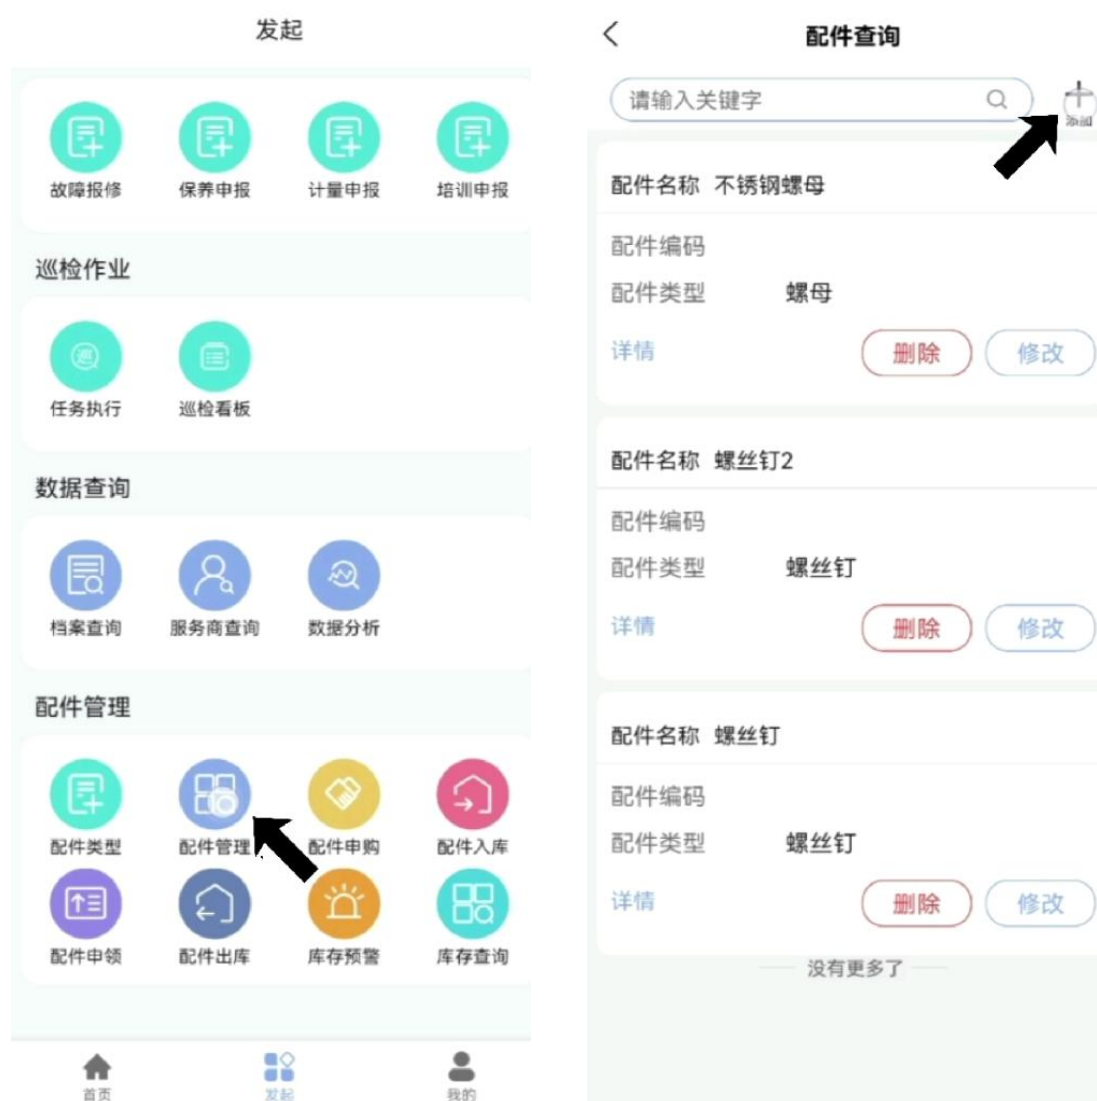 发起
故障报修 保养申报 计量申报 培训申报
巡检作业
任务执行 巡检看板
数据查询
档案查询 服务商查询 数据分析
配件管理
配件类型 配件管理 配件申购 配件入库
配件申领 配件出库 库存预警 库存查询
首页 发起 我的
配件查询
请输入关键字
添加
配件名称 不锈钢螺母
配件编码
配件类型 螺母
详情 删除 修改
配件名称 螺丝钉2
配件编码
配件类型 螺丝钉
详情 删除 修改
配件名称 螺丝钉
配件编码
配件类型 螺丝钉
详情 删除 修改
没有更多了